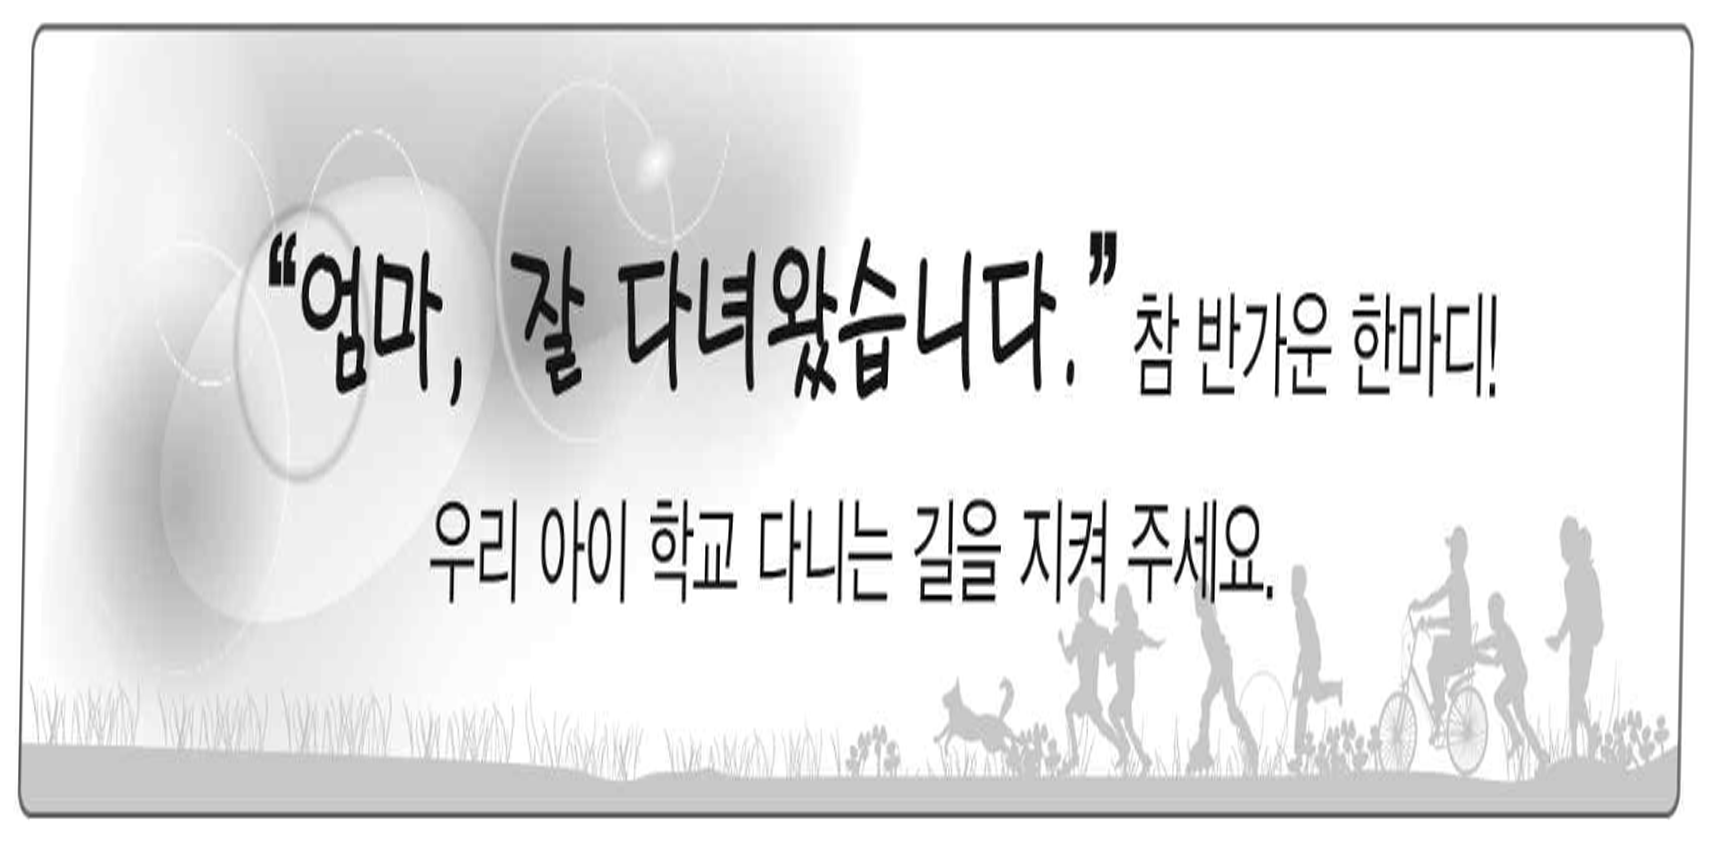 “엄마, 잘 다녀왔습니다.” 참 반가운 한마디!
우리 아이 학교 다니는 길을 지켜 주세요.